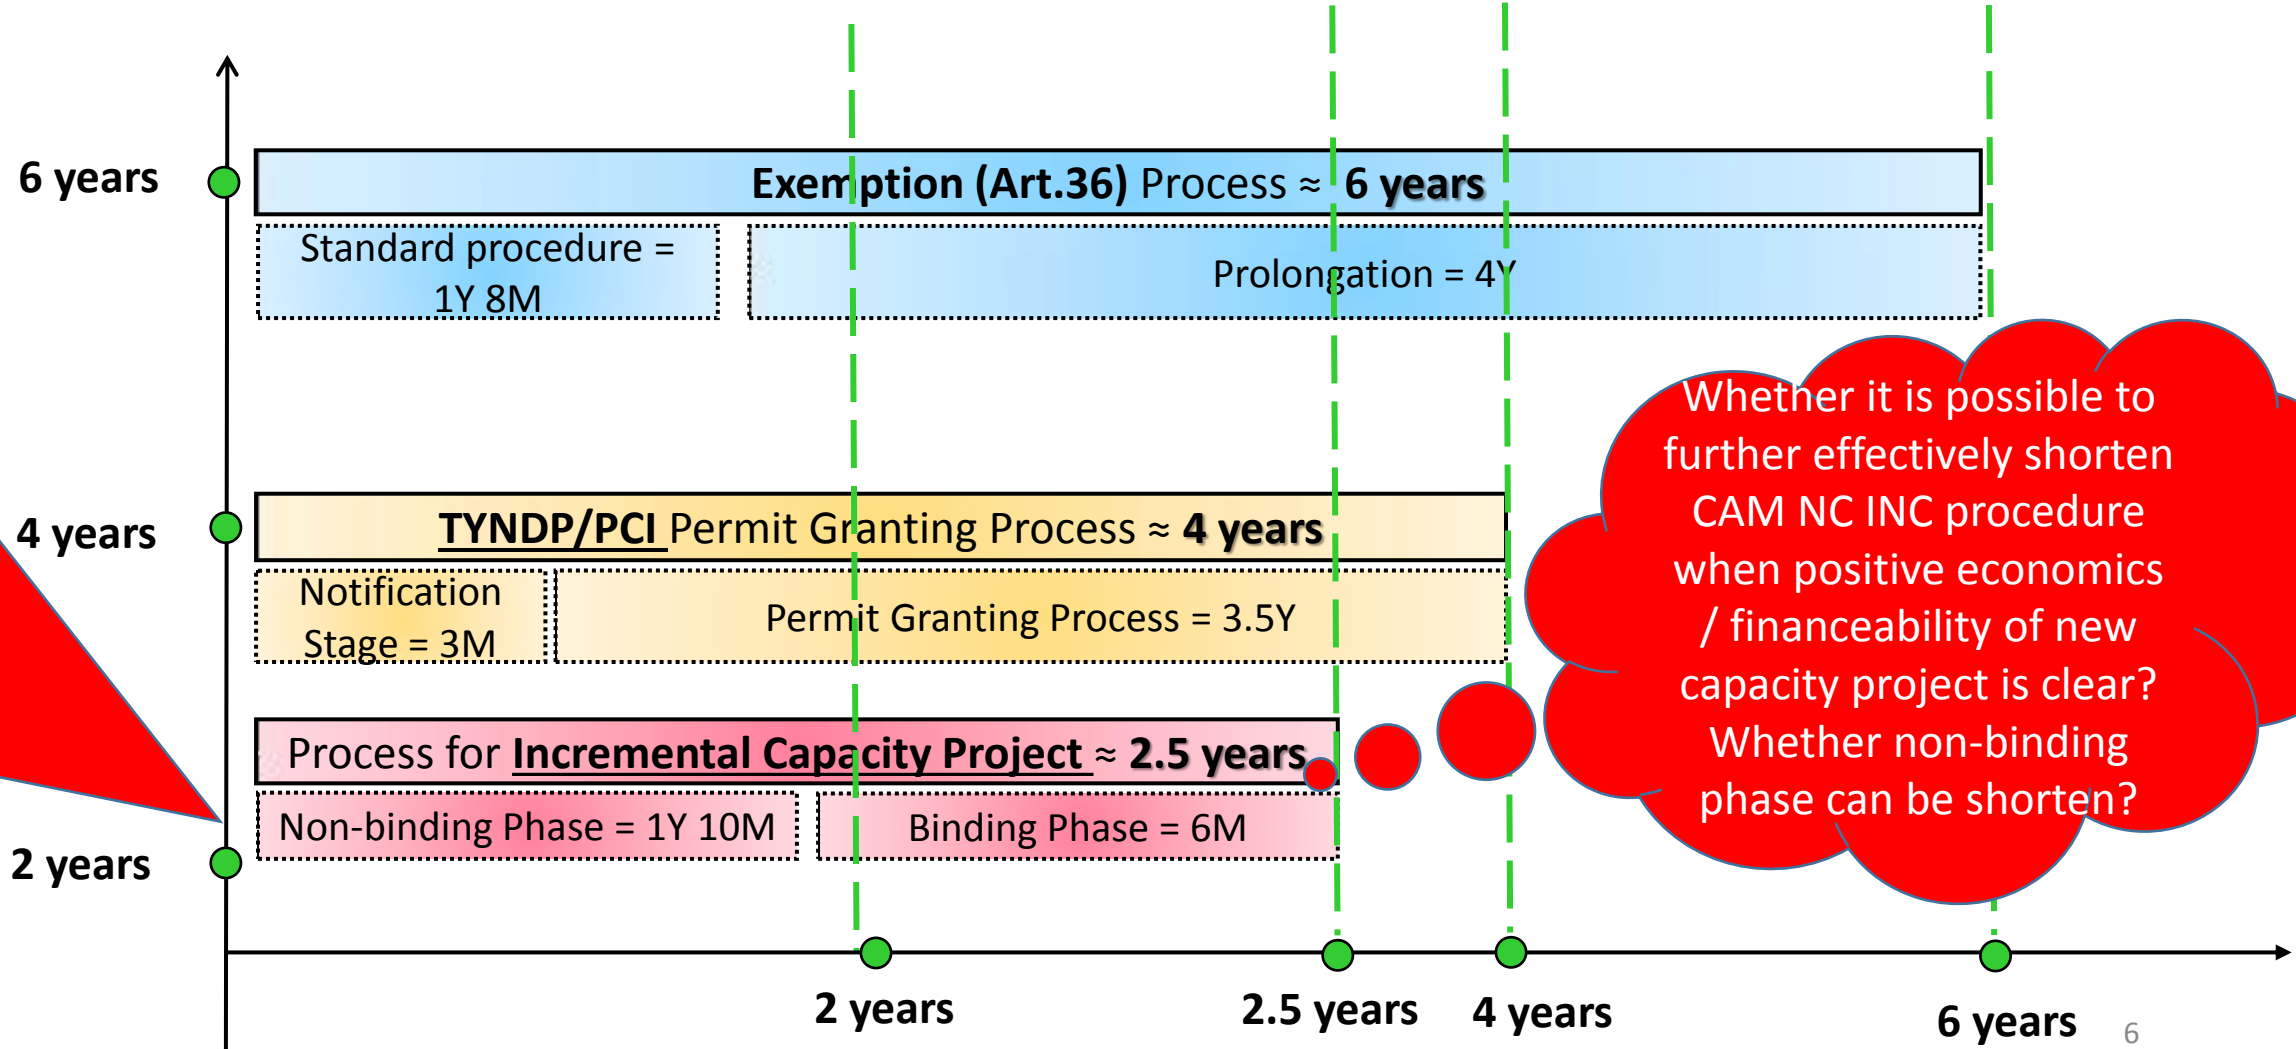 6 years
Exemption (Art.36) Process ≈ 6 years
Standard procedure =
1Y 8M
Prolongation = 4Y
4 years
TYNDP/PCI Permit Granting Process ≈ 4 years
Notification
Stage = 3M
Permit Granting Process = 3.5Y
Process for Incremental Capacity Project ≈ 2.5 years
Non-binding Phase = 1Y 10M
Binding Phase = 6M
2 years
Whether it is possible to
further effectively shorten
CAM NC INC procedure
when positive economics
/ financeability of new
capacity project is clear?
Whether non-binding
phase can be shorten?
2 years
2.5 years
4 years
6 years
6